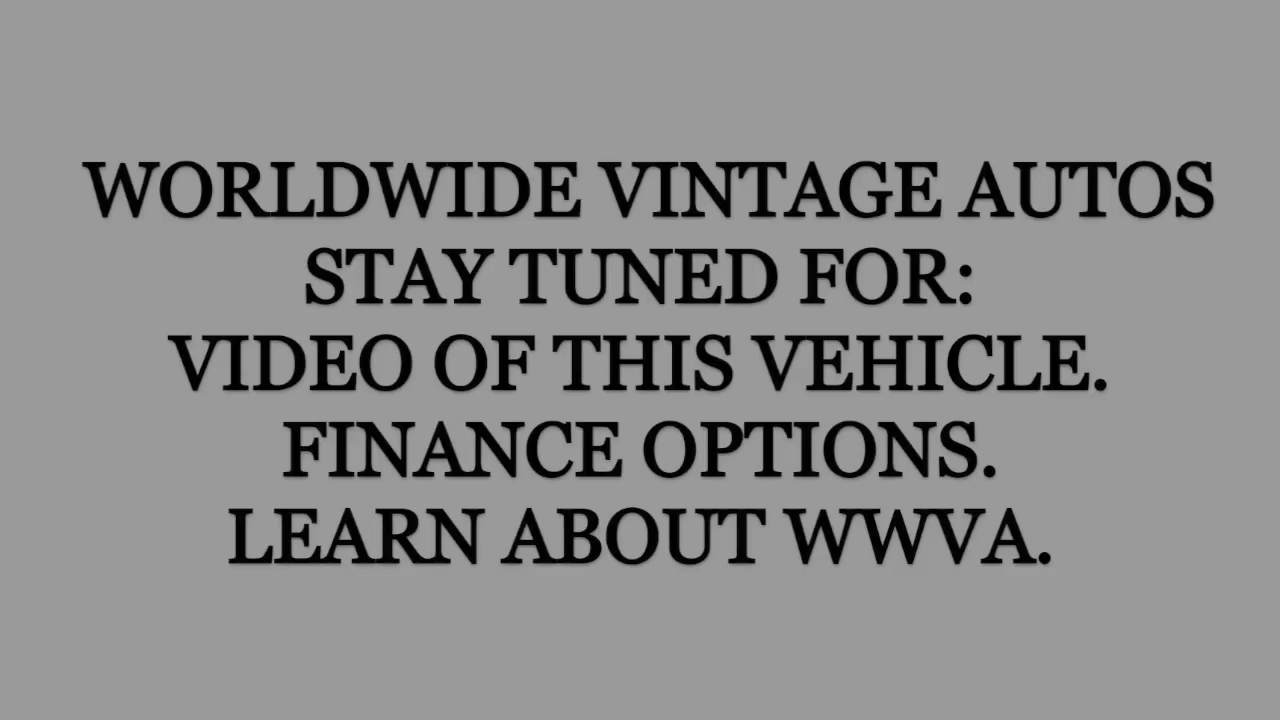 WORLDWIDE VINTAGE AUTOS
STAY TUNED FOR:
VIDEO OF THIS VEHICLE.
FINANCE OPTIONS.
LEARN ABOUT WWVA.